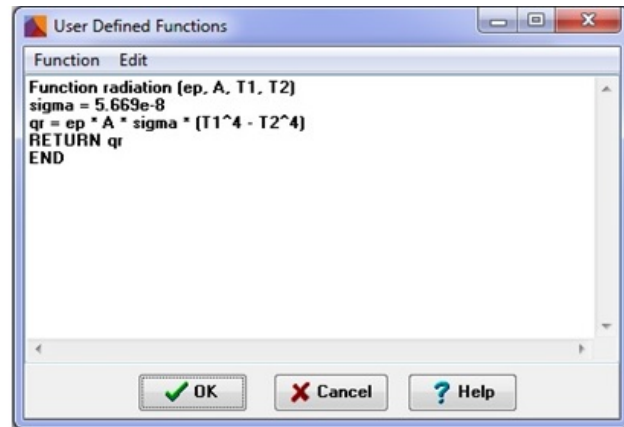 User Defined Functions
Function Edit
Function radiation (ep, A, T1, T2)
sigma = 5.669e-8
qr = ep * A * sigma * (T1^4 - T2^4)
RETURN qr
END
OK Cancel Help